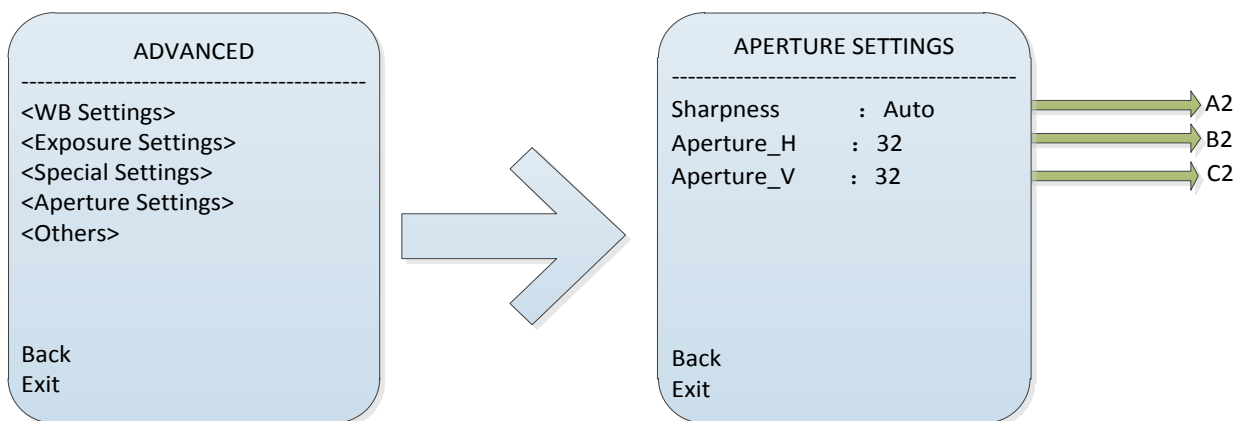 ADVANCED
----------------------------------------
<WB Settings>
<Exposure Settings>
<Special Settings>
<Aperture Settings>
<Others>
Back
Exit
APERTURE SETTINGS
----------------------------------------
Sharpness : Auto
Aperture_H : 32
Aperture_V : 32
Back
Exit
A2
B2
C2